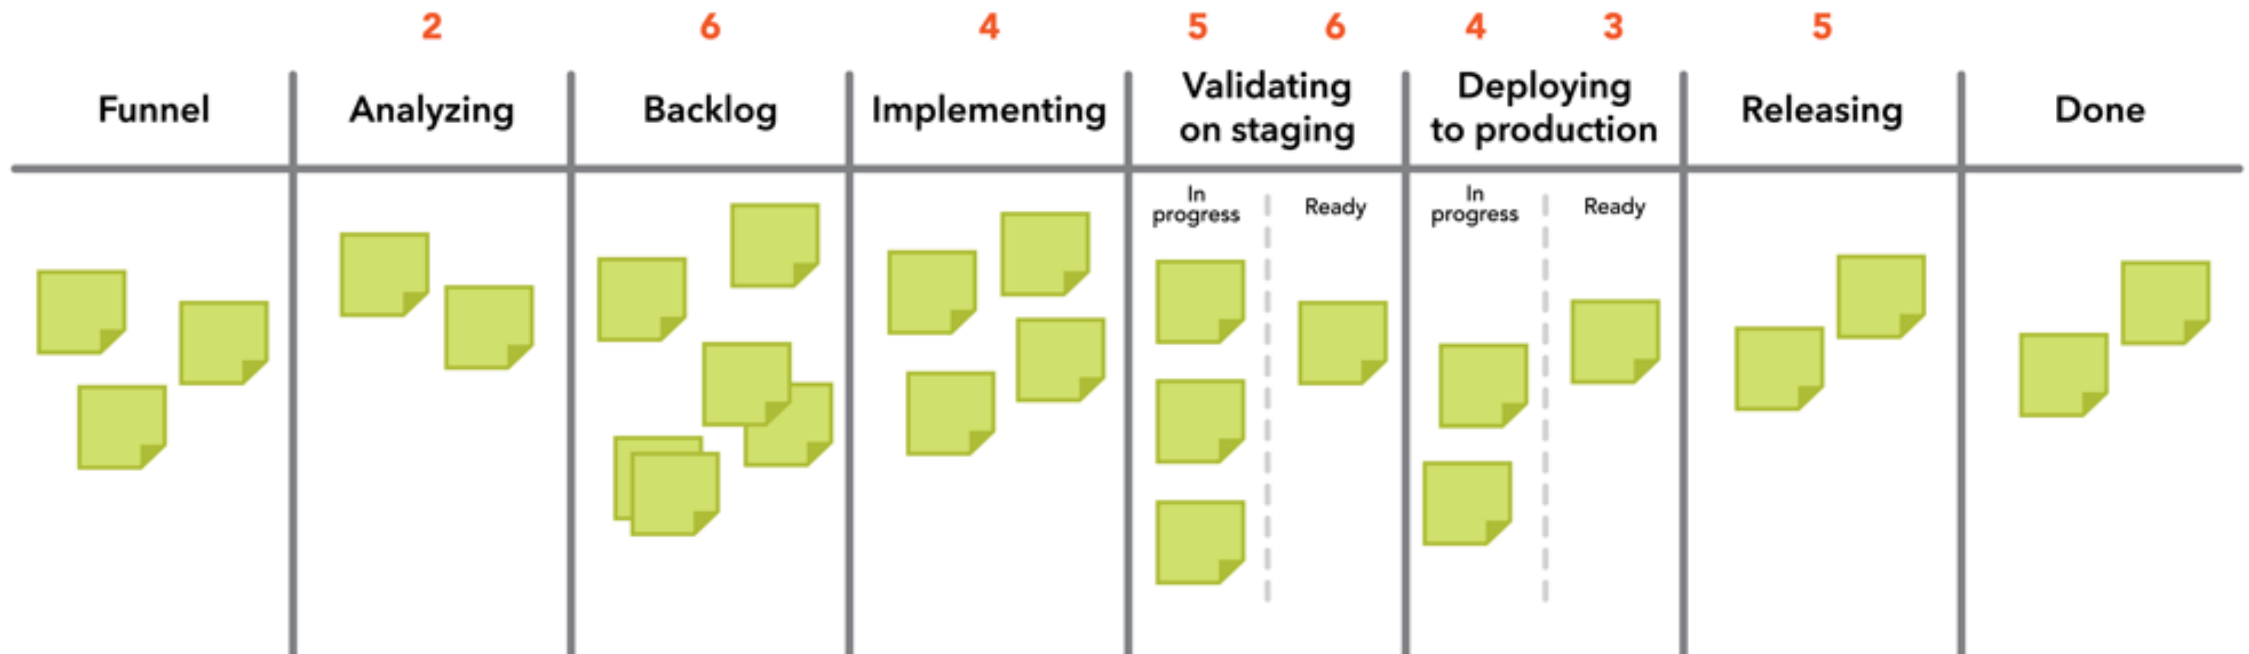 2 6 4 5 6 4 3 5
Funnel
Analyzing
Backlog
Implementing
Validating
on staging
Deploying
to production
Releasing
Done
In
progress
Ready
In
progress
Ready